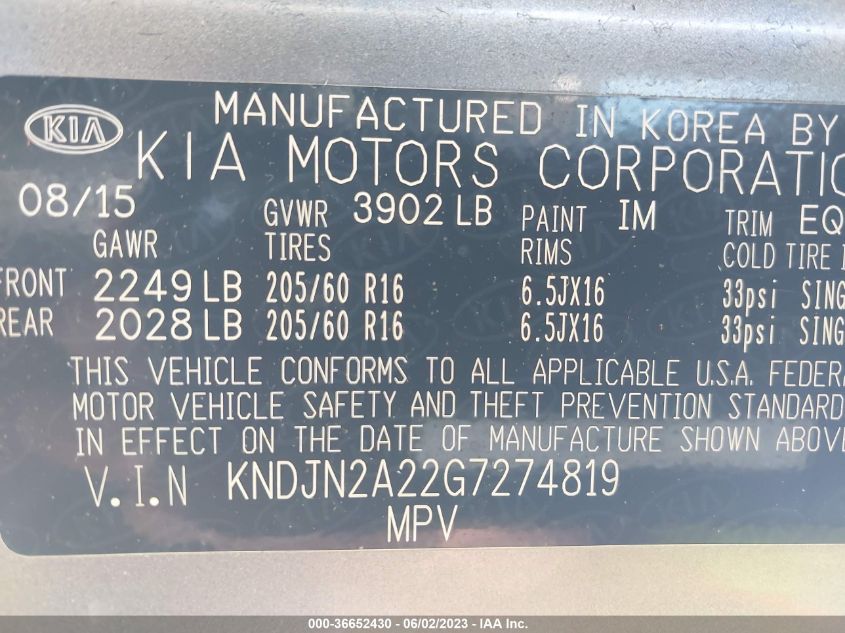 MANUFACTURED IN KOREA BY
KIA KIA MOTORS CORPORATIO
08/15 GVWR 3902 LB PAINT IM TRIM EQ
GAWR TIRES RIMS COLD TIRE I
FRONT 2249 LB 205/60 R16 6.5JX16 33psi SING
REAR 2028 LB 205/60 R16 6.5JX16 33psi SING
THIS VEHICLE CONFORMS TO ALL APPLICABLE U.S.A. FEDERA
MOTOR VEHICLE SAFETY AND THEFT PREVENTION STANDARD
IN EFFECT ON THE DATE OF MANUFACTURE SHOWN ABOVE
V.I.N KNDJN2A22G7274819
MPV
000-36652430 - 06/02/2023 - IAA Inc.